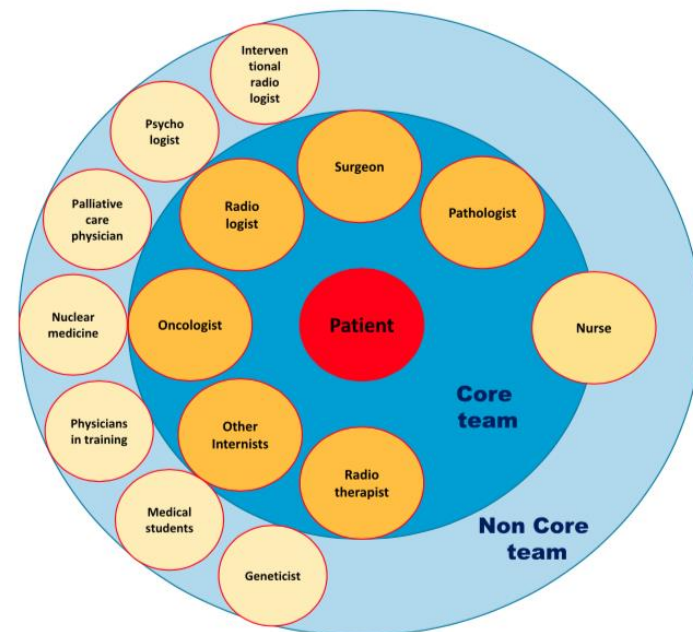 Interven
tional
radio
logist
Psycho
logist
Surgeon
Palliative
care
physician
Radio
logist
Pathologist
Nuclear
medicine
Oncologist
Patient
Nurse
Physicians
in training
Other
Internists
Core
team
Radio
therapist
Medical
students
Non Core
team
Geneticist